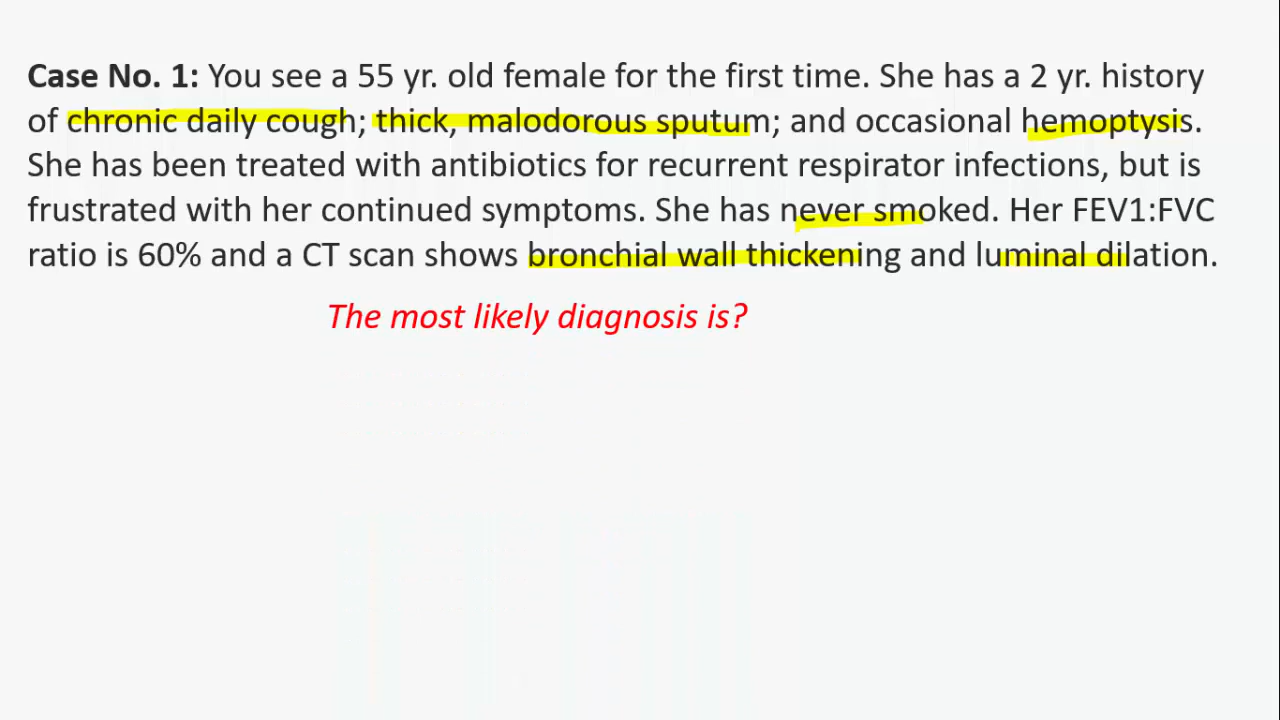 Case No. 1: You see a 55 yr. old female for the first time. She has a 2 yr. history
of chronic daily cough; thick, malodorous sputum; and occasional hemoptysis.
She has been treated with antibiotics for recurrent respirator infections, but is
frustrated with her continued symptoms. She has never smoked. Her FEV1:FVC
ratio is 60% and a CT scan shows bronchial wall thickening and luminal dilation.
The most likely diagnosis is?